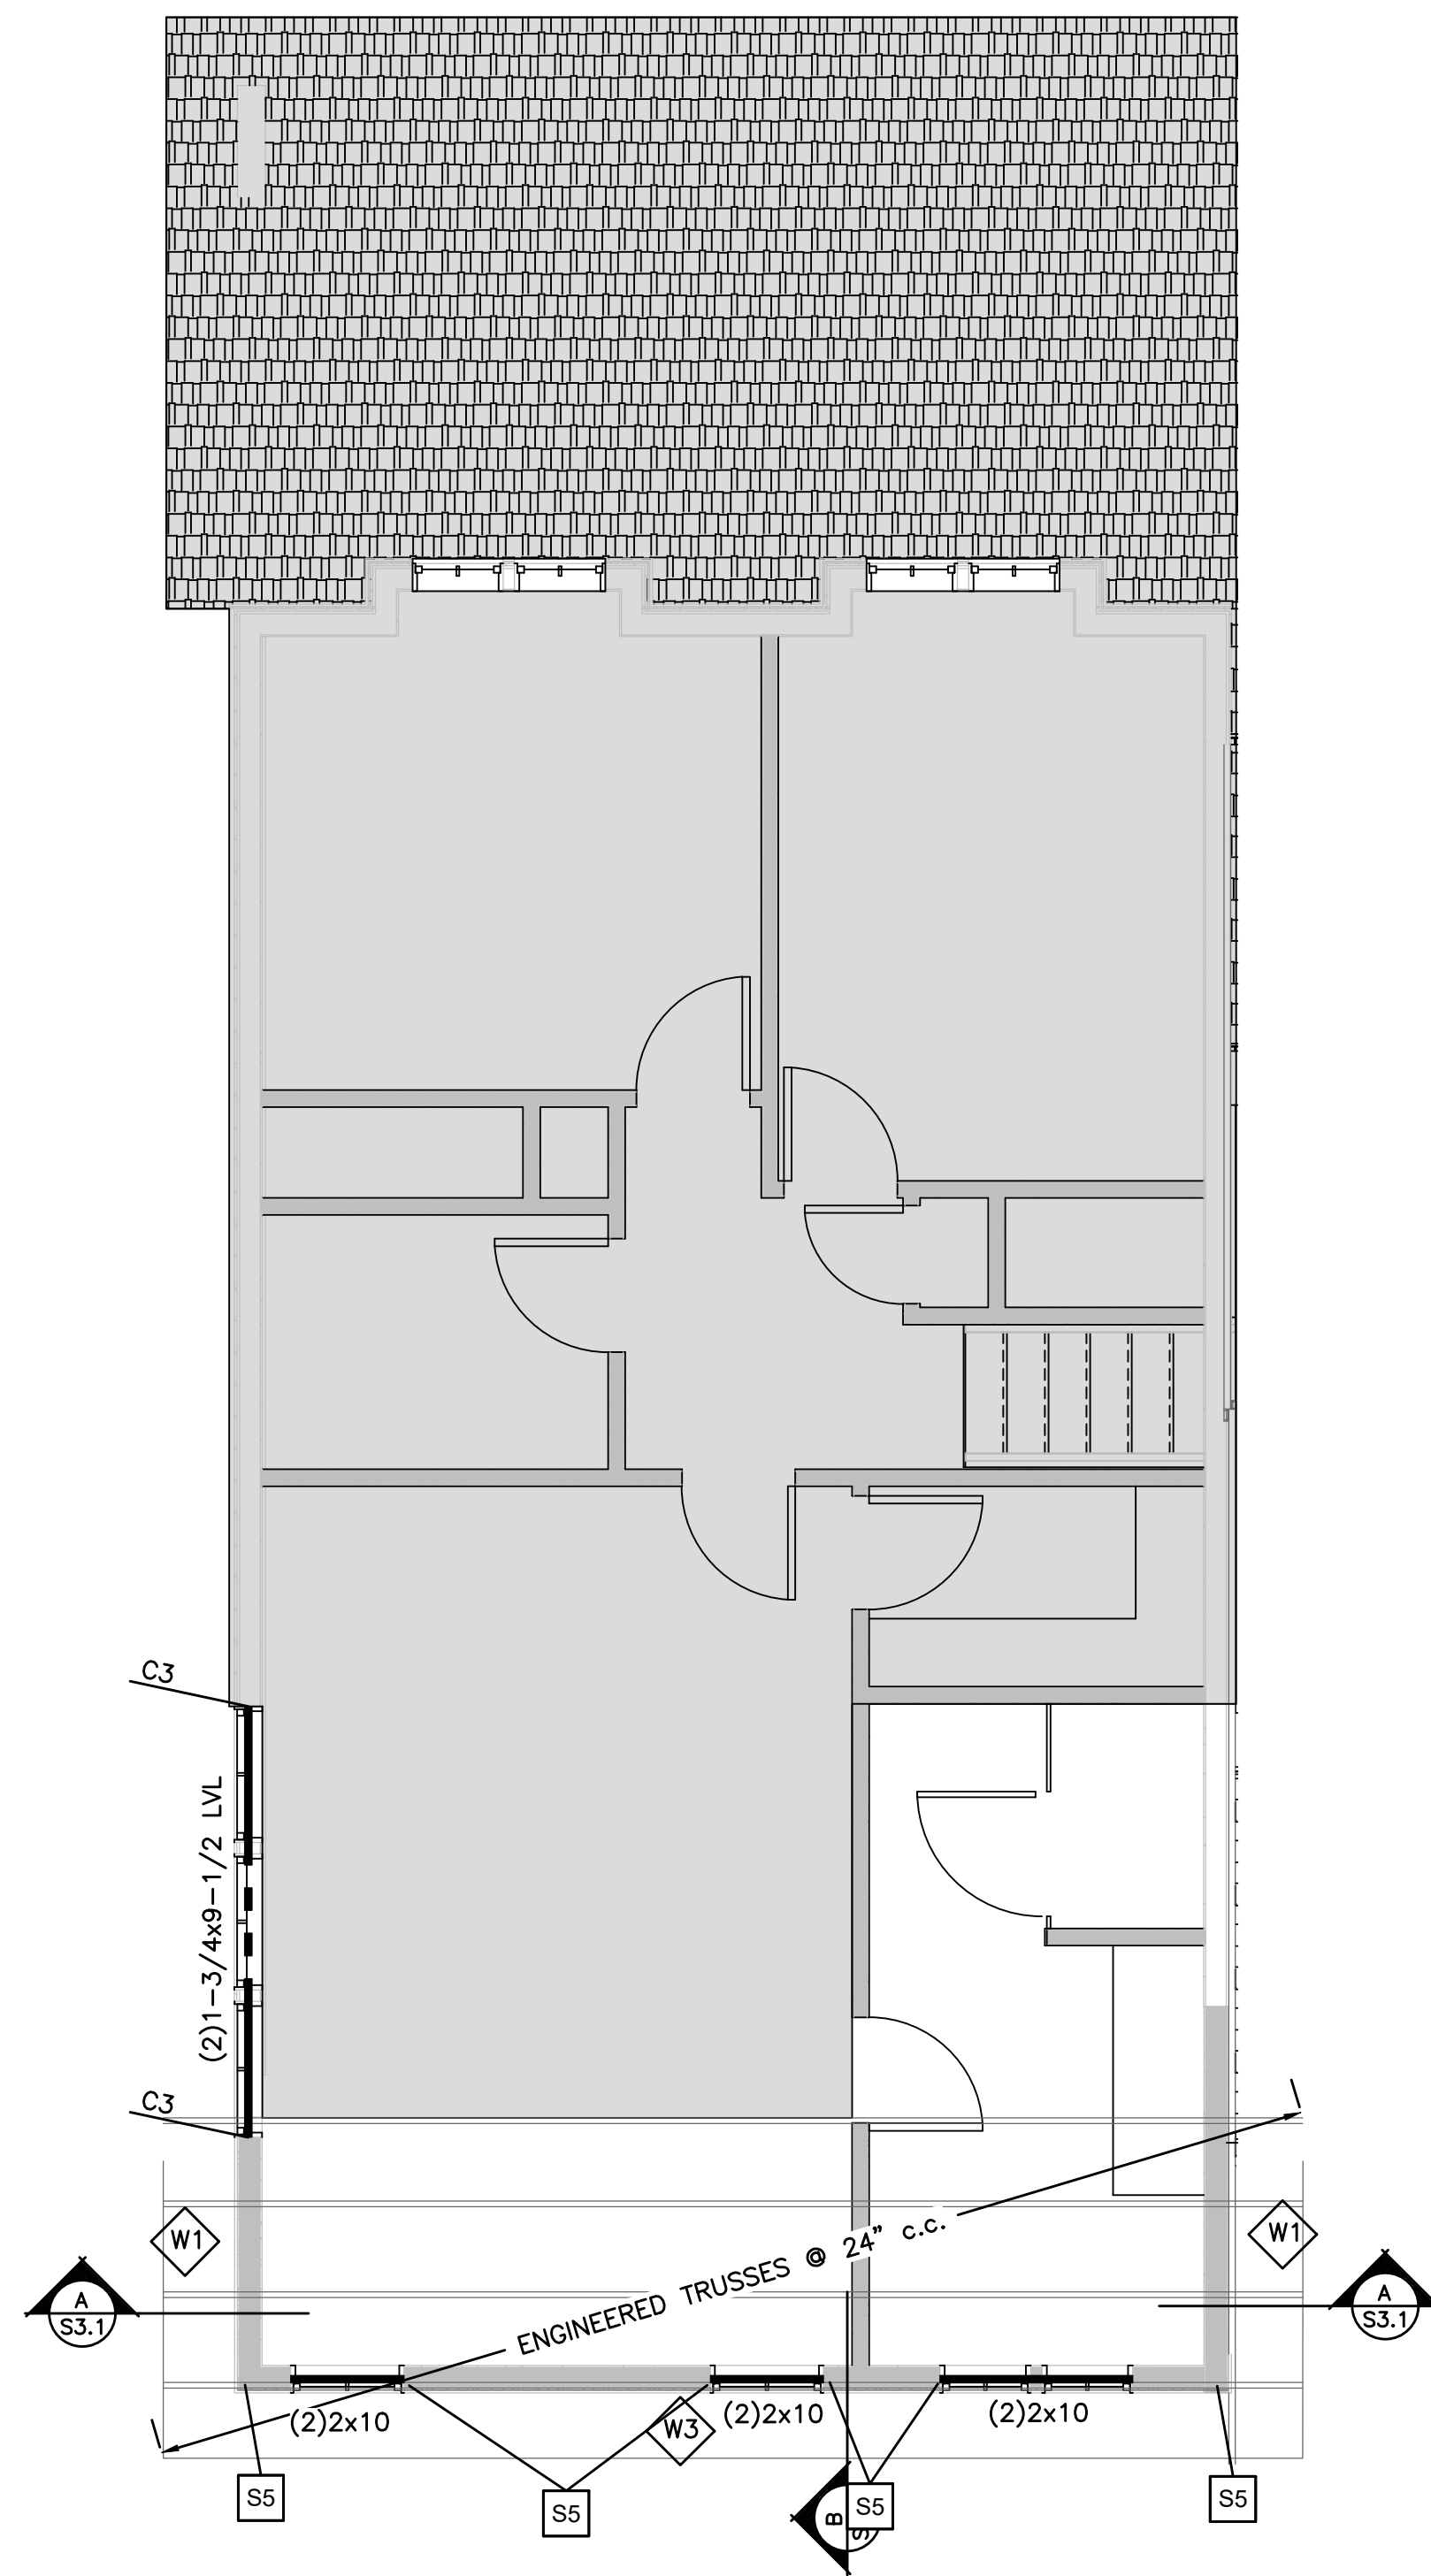 C3
(2)1-3/4x9-1/2 LVL
C3
W1
W1
ENGINEERED TRUSSES @ 24" c.c.
A
S3.1
A
S3.1
(2)2x10
W3
(2)2x10
(2)2x10
S5
S5
S5
S5
B